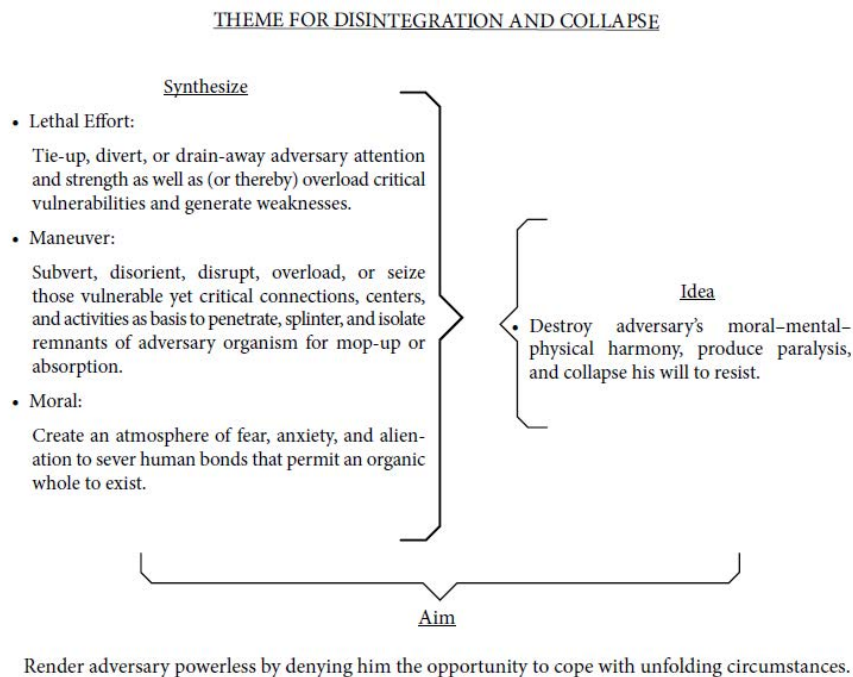 THEME FOR DISINTEGRATION AND COLLAPSE
Synthesize
• Lethal Effort:
Tie-up, divert, or drain-away adversary attention
and strength as well as (or thereby) overload critical
vulnerabilities and generate weaknesses.
• Maneuver:
Subvert, disorient, disrupt, overload, or seize
those vulnerable yet critical connections, centers,
and activities as basis to penetrate, splinter, and isolate
remnants of adversary organism for mop-up or
absorption.
• Moral:
Create an atmosphere of fear, anxiety, and alien-
ation to sever human bonds that permit an organic
whole to exist.
Idea
• Destroy adversary's moral–mental–
physical harmony, produce paralysis,
and collapse his will to resist.
Aim
Render adversary powerless by denying him the opportunity to cope with unfolding circumstances.